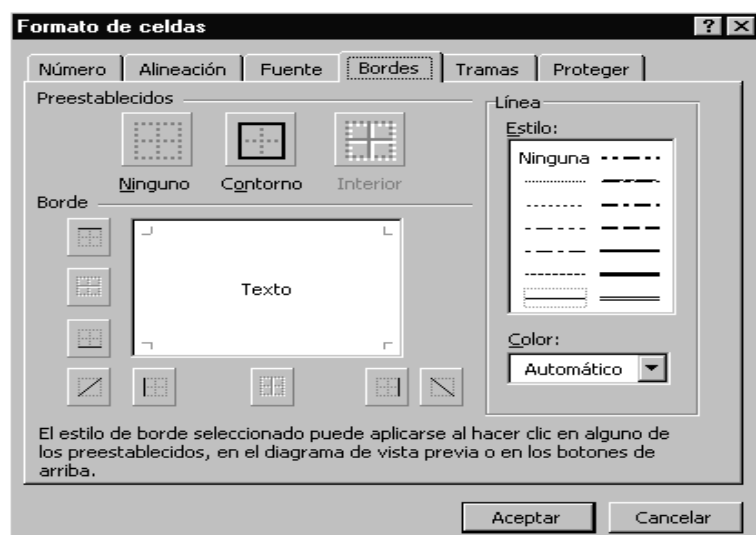 Formato de celdas
Número Alineación Fuente Bordes Tramas Proteger
Preestablecidos
Ninguno Contorno Interior
Borde
Texto
Línea
Estilo:
Ninguna
Color:
Automático
El estilo de borde seleccionado puede aplicarse al hacer clic en alguno de
los preestablecidos, en el diagrama de vista previa o en los botones de
arriba.
Aceptar Cancelar